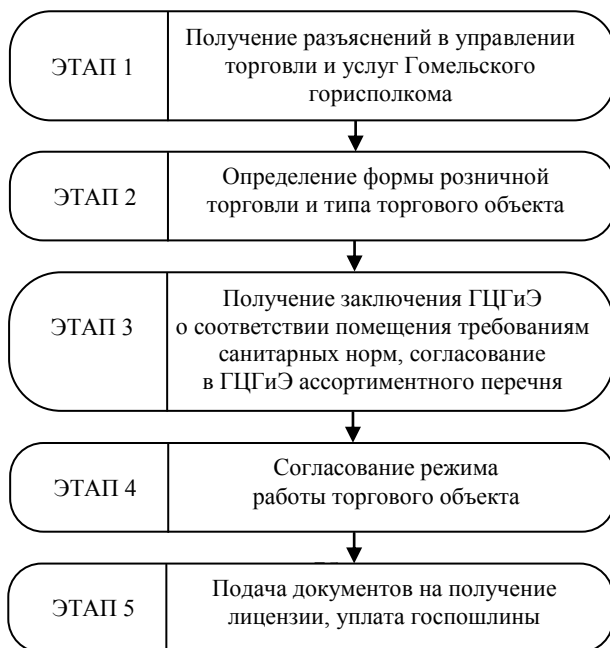 ЭТАП 1
Получение разъяснений в управлении
торговли и услуг Гомельского
горисполкома
ЭТАП 2
Определение формы розничной
торговли и типа торгового объекта
ЭТАП 3
Получение заключения ГЦГиЭ
о соответствии помещения требованиям
санитарных норм, согласование
в ГЦГиЭ ассортиментного перечня
ЭТАП 4
Согласование режима
работы торгового объекта
ЭТАП 5
Подача документов на получение
лицензии, уплата госпошлины